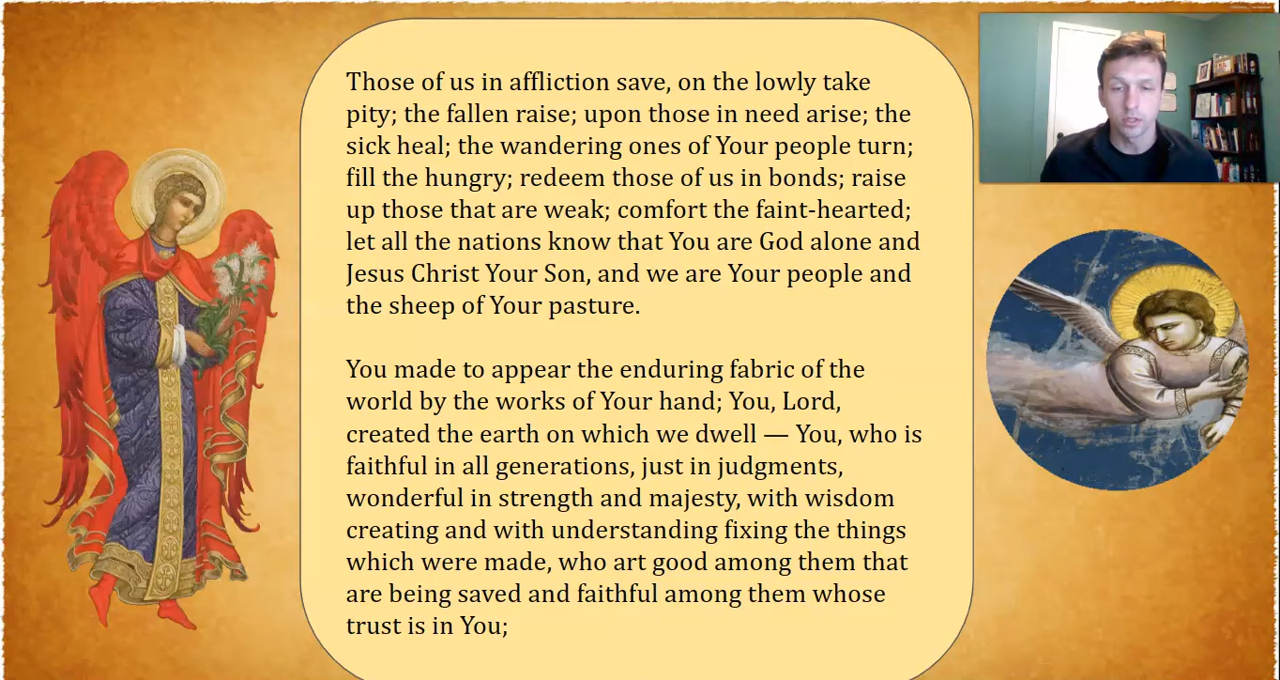 Those of us in affliction save, on the lowly take
pity; the fallen raise; upon those in need arise; the
sick heal; the wandering ones of Your people turn;
fill the hungry; redeem those of us in bonds; raise
up those that are weak; comfort the faint-hearted;
let all the nations know that You are God alone and
Jesus Christ Your Son, and we are Your people and
the sheep of Your pasture.
You made to appear the enduring fabric of the
world by the works of Your hand; You, Lord,
created the earth on which we dwell — You, who is
faithful in all generations, just in judgments,
wonderful in strength and majesty, with wisdom
creating and with understanding fixing the things
which were made, who art good among them that
are being saved and faithful among them whose
trust is in You;